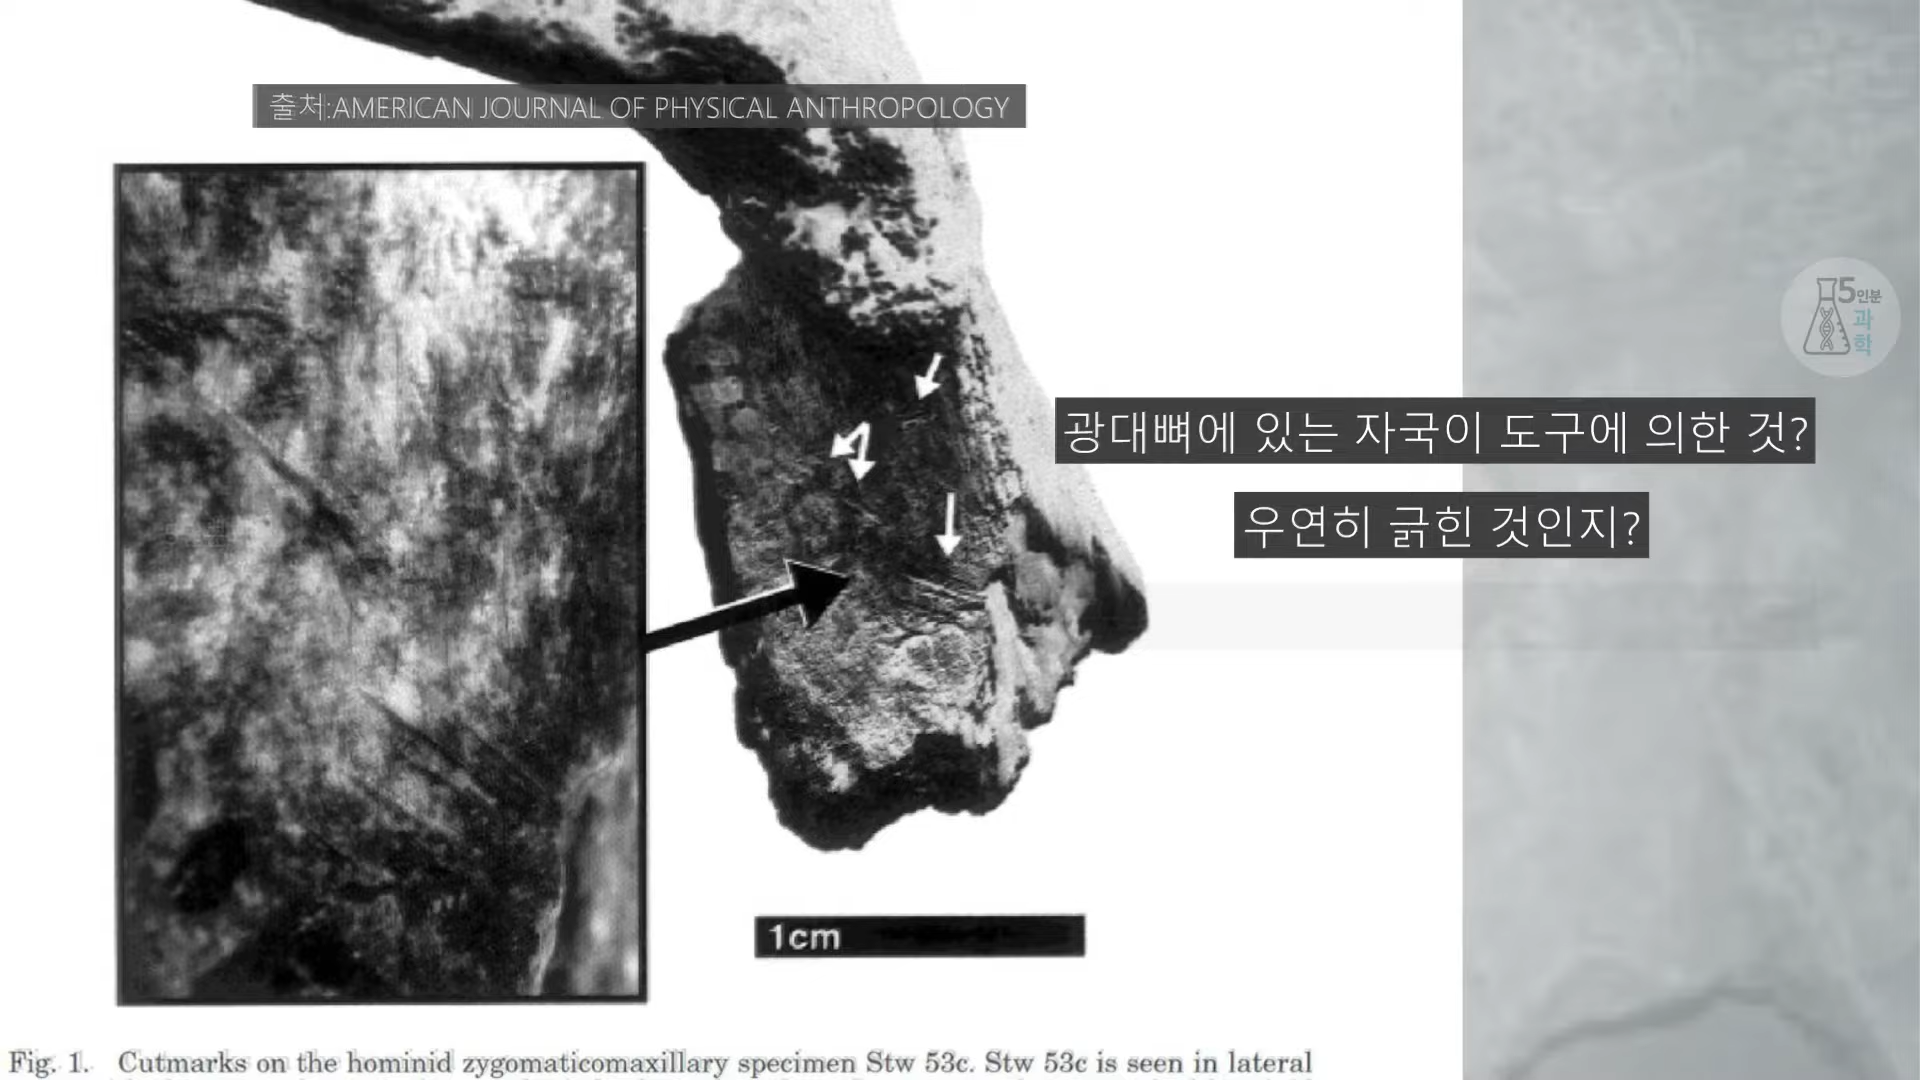 출처:AMERICAN JOURNAL OF PHYSICAL ANTHROPOLOGY
5인분
과
학
광대뼈에 있는 자국이 도구에 의한 것?
우연히 긁힌 것인지?
1cm
Fig. 1. Cutmarks on the hominid zygomaticomaxillary specimen Stw 53c. Stw 53c is seen in lateral